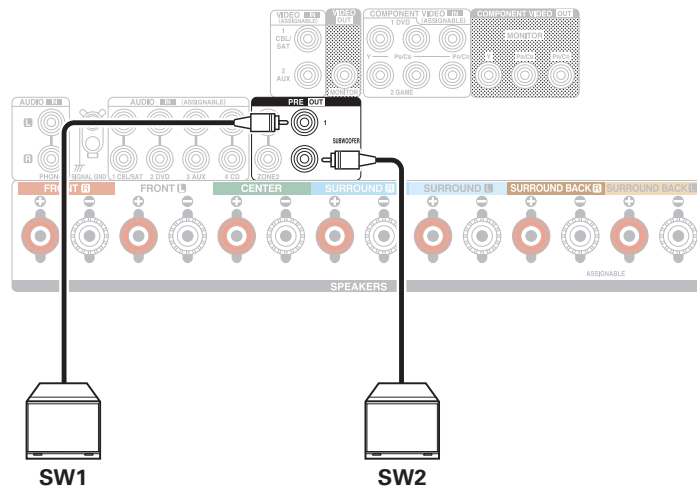 VIDEO IN
(ASSIGNABLE)
1
CBL/
SAT
2
AUX
VIDEO
OUT
MONITOR
COMPONENT VIDEO IN
1 DVD (ASSIGNABLE)
Y PB/CB PR/CR
2 GAME
COMPONENT VIDEO OUT
MONITOR
Y PB/CB PR/CR
AUDIO IN
L
R
PHONO
SIGNAL GND
AUDIO IN (ASSIGNABLE)
1 CBL/SAT 2 DVD 3 AUX 4 CD
ZONE2
PRE OUT
1
SUBWOOFER
FRONT R FRONT L CENTER SURROUND R SURROUND L SURROUND BACK R SURROUND BACK L
ASSIGNABLE
SPEAKERS
SW1 SW2